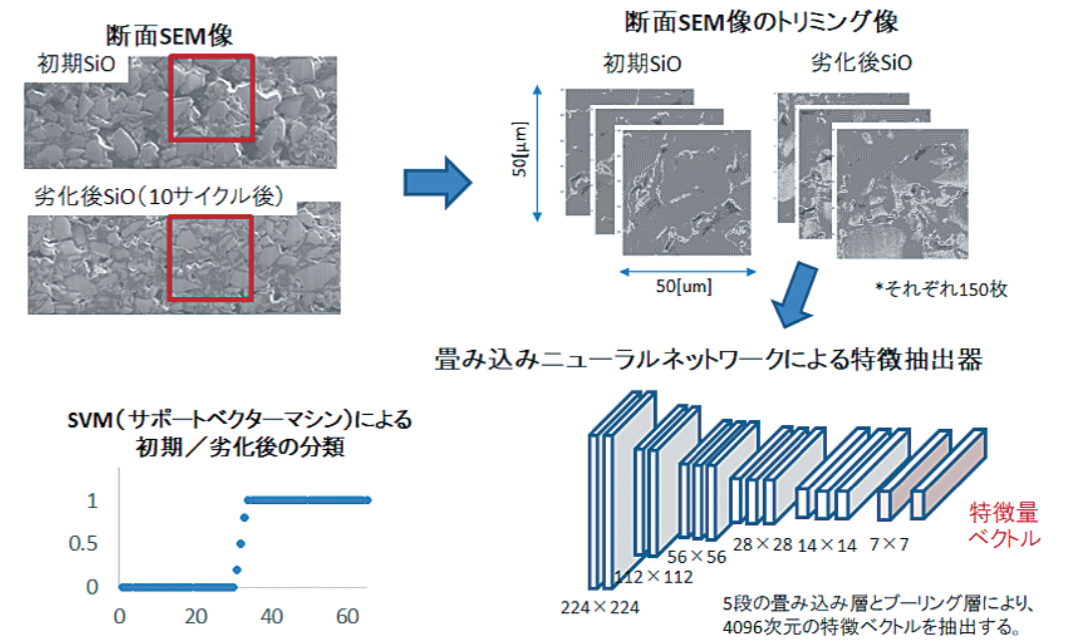 断面SEM像
初期SiO
劣化後SiO（10サイクル後）
断面SEM像のトリミング像
初期SiO
劣化後SiO
50[μm]
50[um]
*それぞれ150枚
畳み込みニューラルネットワークによる特徴抽出器
224×224
112×112
56×56
28×28
14×14
7×7
特徴量
ベクトル
5段の畳み込み層とプーリング層により、
4096次元の特徴ベクトルを抽出する。
SVM（サポートベクターマシン）による
初期／劣化後の分類
1
0.5
0
0
20
40
60